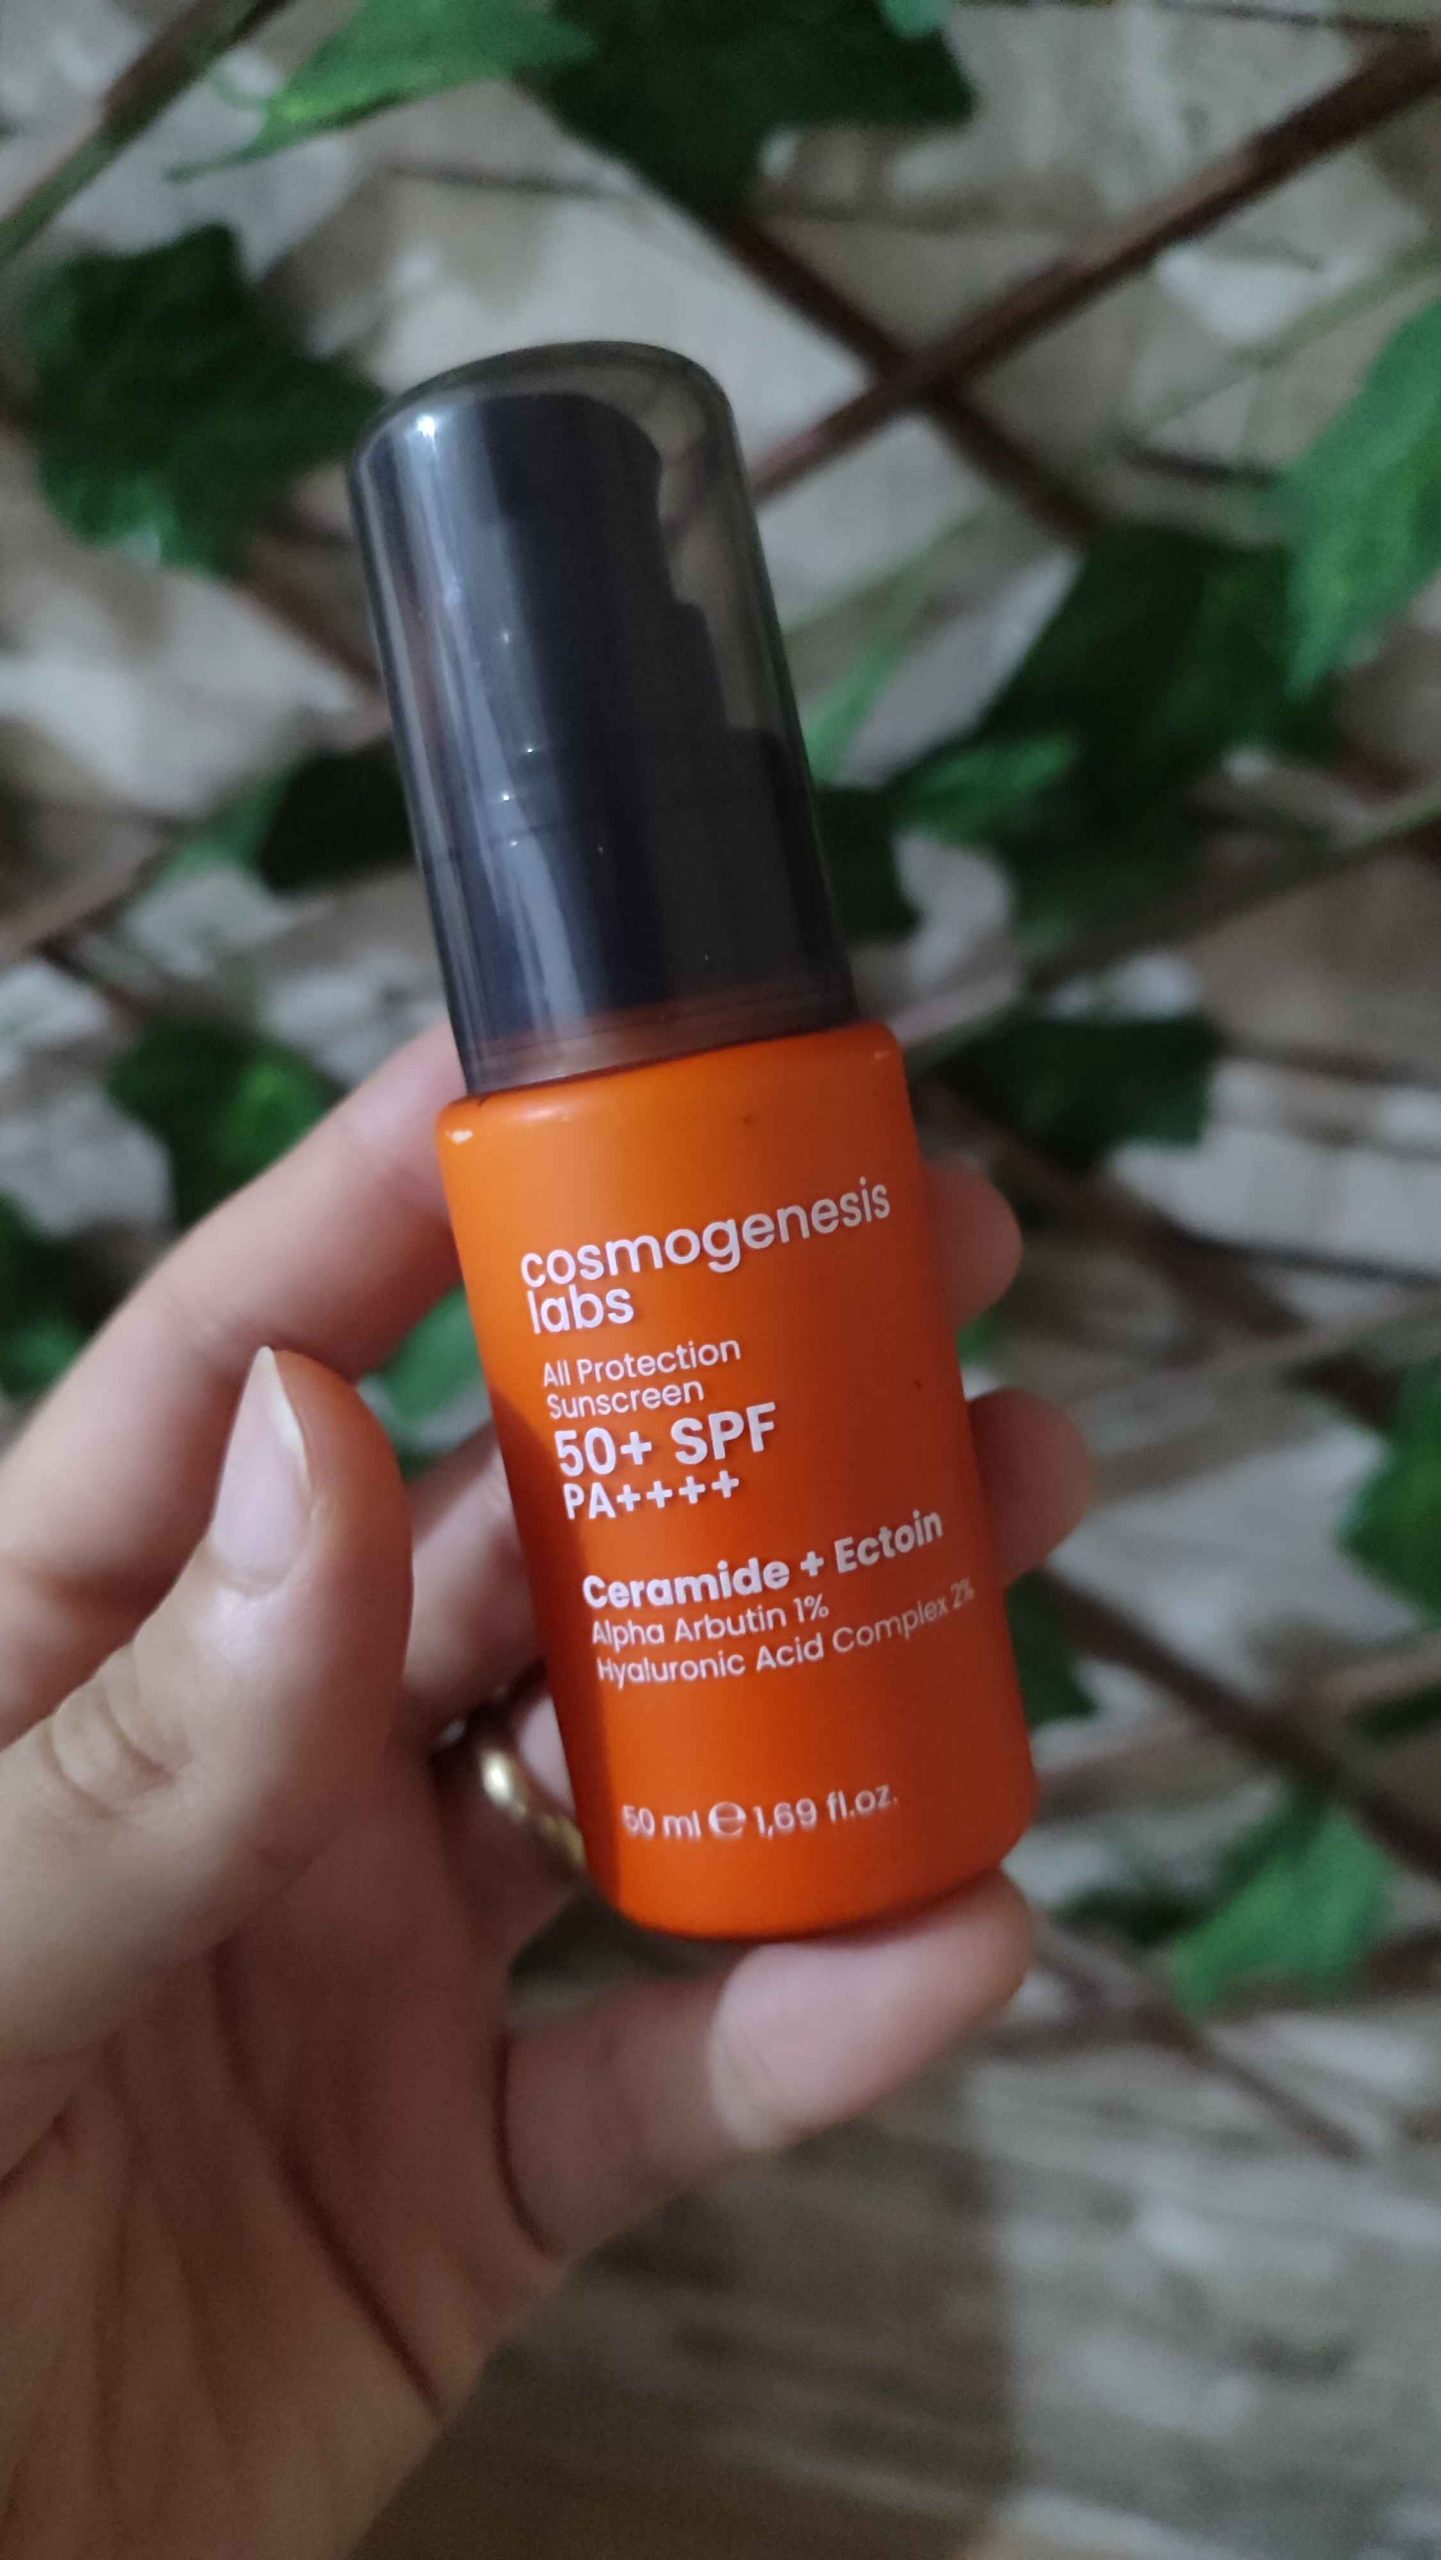 cosmogenesis
labs
All Protection
Sunscreen
50+ SPF
PA++++
Ceramide + Ectoin
Alpha Arbutin 1%
Hyaluronic Acid Complex 2%
50 ml ℮ 1,69 fl.oz.